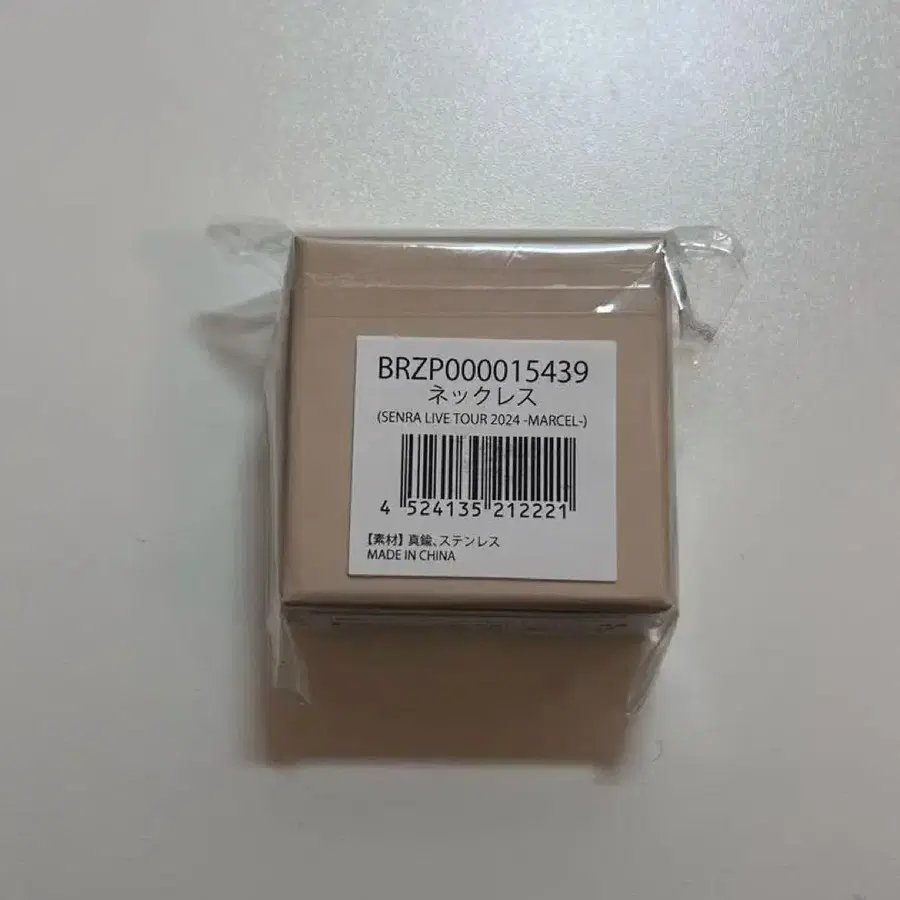 BRZP000015439
ネックレス
(SENRA LIVE TOUR 2024 -MARCEL-)
4 524135 212221
【素材】真鍮、ステンレス
MADE IN CHINA